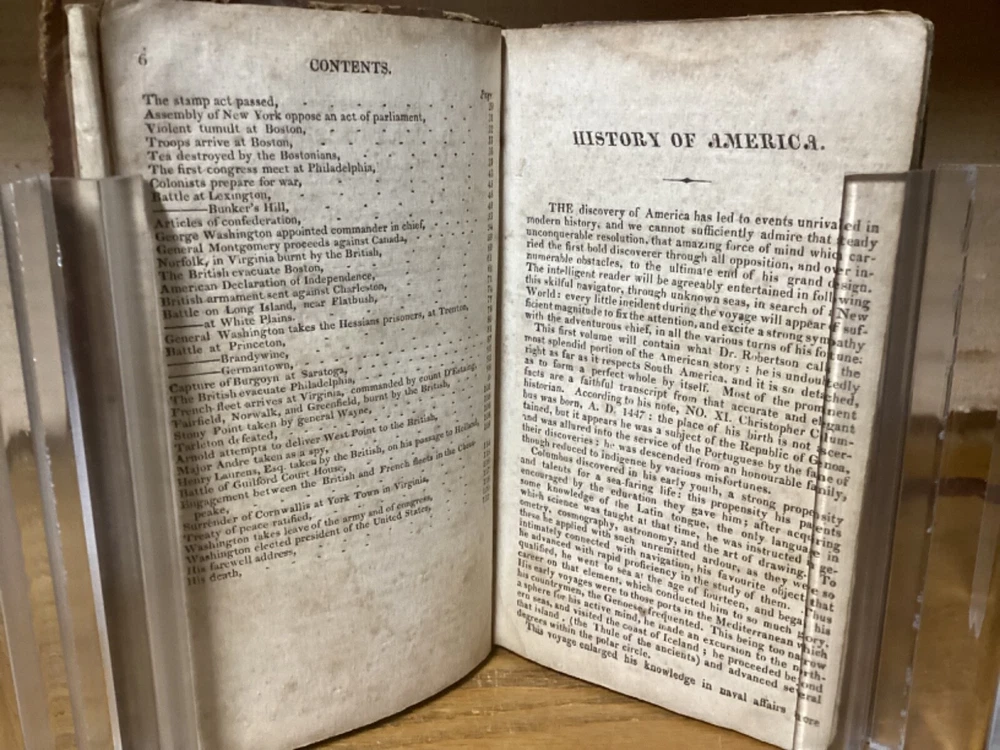 6
CONTENTS.
Page
The stamp act passed,
Assembly of New York oppose an act of parliament,
Violent tumult at Boston,
Troops arrive at Boston,
Tea destroyed by the Bostonians,
The first congress meet at Philadelphia,
Colonists prepare for war,
Battle at Lexington,
———Bunker's Hill,
Articles of confederation,
George Washington appointed commander in chief,
General Montgomery proceeds against Canada,
Norfolk, in Virginia burnt by the British,
The British evacuate Boston,
American Declaration of Independence,
British armament sent against Charleston,
Battle on Long Island, near Flatbush,
———at White Plains.
General Washington takes the Hessians prisoners, at Trenton,
Battle at Princeton,
———Brandywine,
———Germantown,
Capture of Burgoyn at Saratoga,
The British evacuate Philadelphia,
French fleet arrives at Virginia, commanded by count D'Estaing,
Fairfield, Norwalk, and Greenfield, burnt by the British,
Stony Point taken by general Wayne,
Tarleton defeated,
Arnold attempts to deliver West Point to the British,
Major Andre taken as a spy,
Henry Laurens, Esq. taken by the British, on his passage to Holland,
Battle of Guilford Court House,
Engagement between the British and French fleets in the Chesa
peake,
Surrender of Cornwallis at York Town in Virginia,
Treaty of peace ratified,
Washington takes leave of the army and of congress,
Washington elected president of the United States,
His farewell address,
His death,
HISTORY OF AMERICA.
THE discovery of America has led to events unrivalled in
modern history, and we cannot sufficiently admire that steady
unconquerable resolution, that amazing force of mind which car-
ried the first bold discoverer through all opposition, and over in-
numerable obstacles, to the ultimate end of his grand design.
The intelligent reader will be agreeably entertained in following
this skilful navigator, through unknown seas, in search of a New
World: every little incident during the voyage will appear of suf-
ficient magnitude to fix the attention, and excite a strong sympathy
with the adventurous chief, in all the various turns of his fortune:
This first volume will contain what Dr. Robertson calls the
most splendid portion of the American story: he is undoubtedly
right as far as it respects South America, and it is so detached,
as to form a perfect whole by itself. Most of the prominent
facts are a faithful transcript from that accurate and elegant
historian. According to his note, NO. XI. Christopher Colum-
bus was born, A. D. 1447: the place of his birth is not ascer-
tained, but it appears he was a subject of the Republic of Genoa,
and was allured into the service of the Portuguese by the fame of
their discoveries: he was descended from an honourable family,
though reduced to indigence by various misfortunes.
Columbus discovered in his early youth, a strong propensity
and talents for a sea-faring life: this propensity his parents
encouraged by the education they gave him; after acquiring
some knowledge of the Latin tongue, the only language in
which science was taught at that time, he was instructed in ge-
ometry, cosmography, astronomy, and the art of drawing. To
these he applied with such unremitted ardour, as they were so
intimately connected with navigation, his favourite object that
he advanced with rapid proficiency in the study of them. Thus
qualified, he went to sea at the age of fourteen, and began his
career on that element, which conducted him to so much glory,
His early voyages were to those ports in the Mediterranean which
his countrymen, the Genoese frequented. This being too narrow
a sphere for his active mind, he made an excursion to the north-
ern seas, and visited the coast of Iceland; he proceeded beyond
that island. (the Thule of the ancients) and advanced several
degrees within the polar circle.
This voyage enlarged his knowledge in naval affairs more